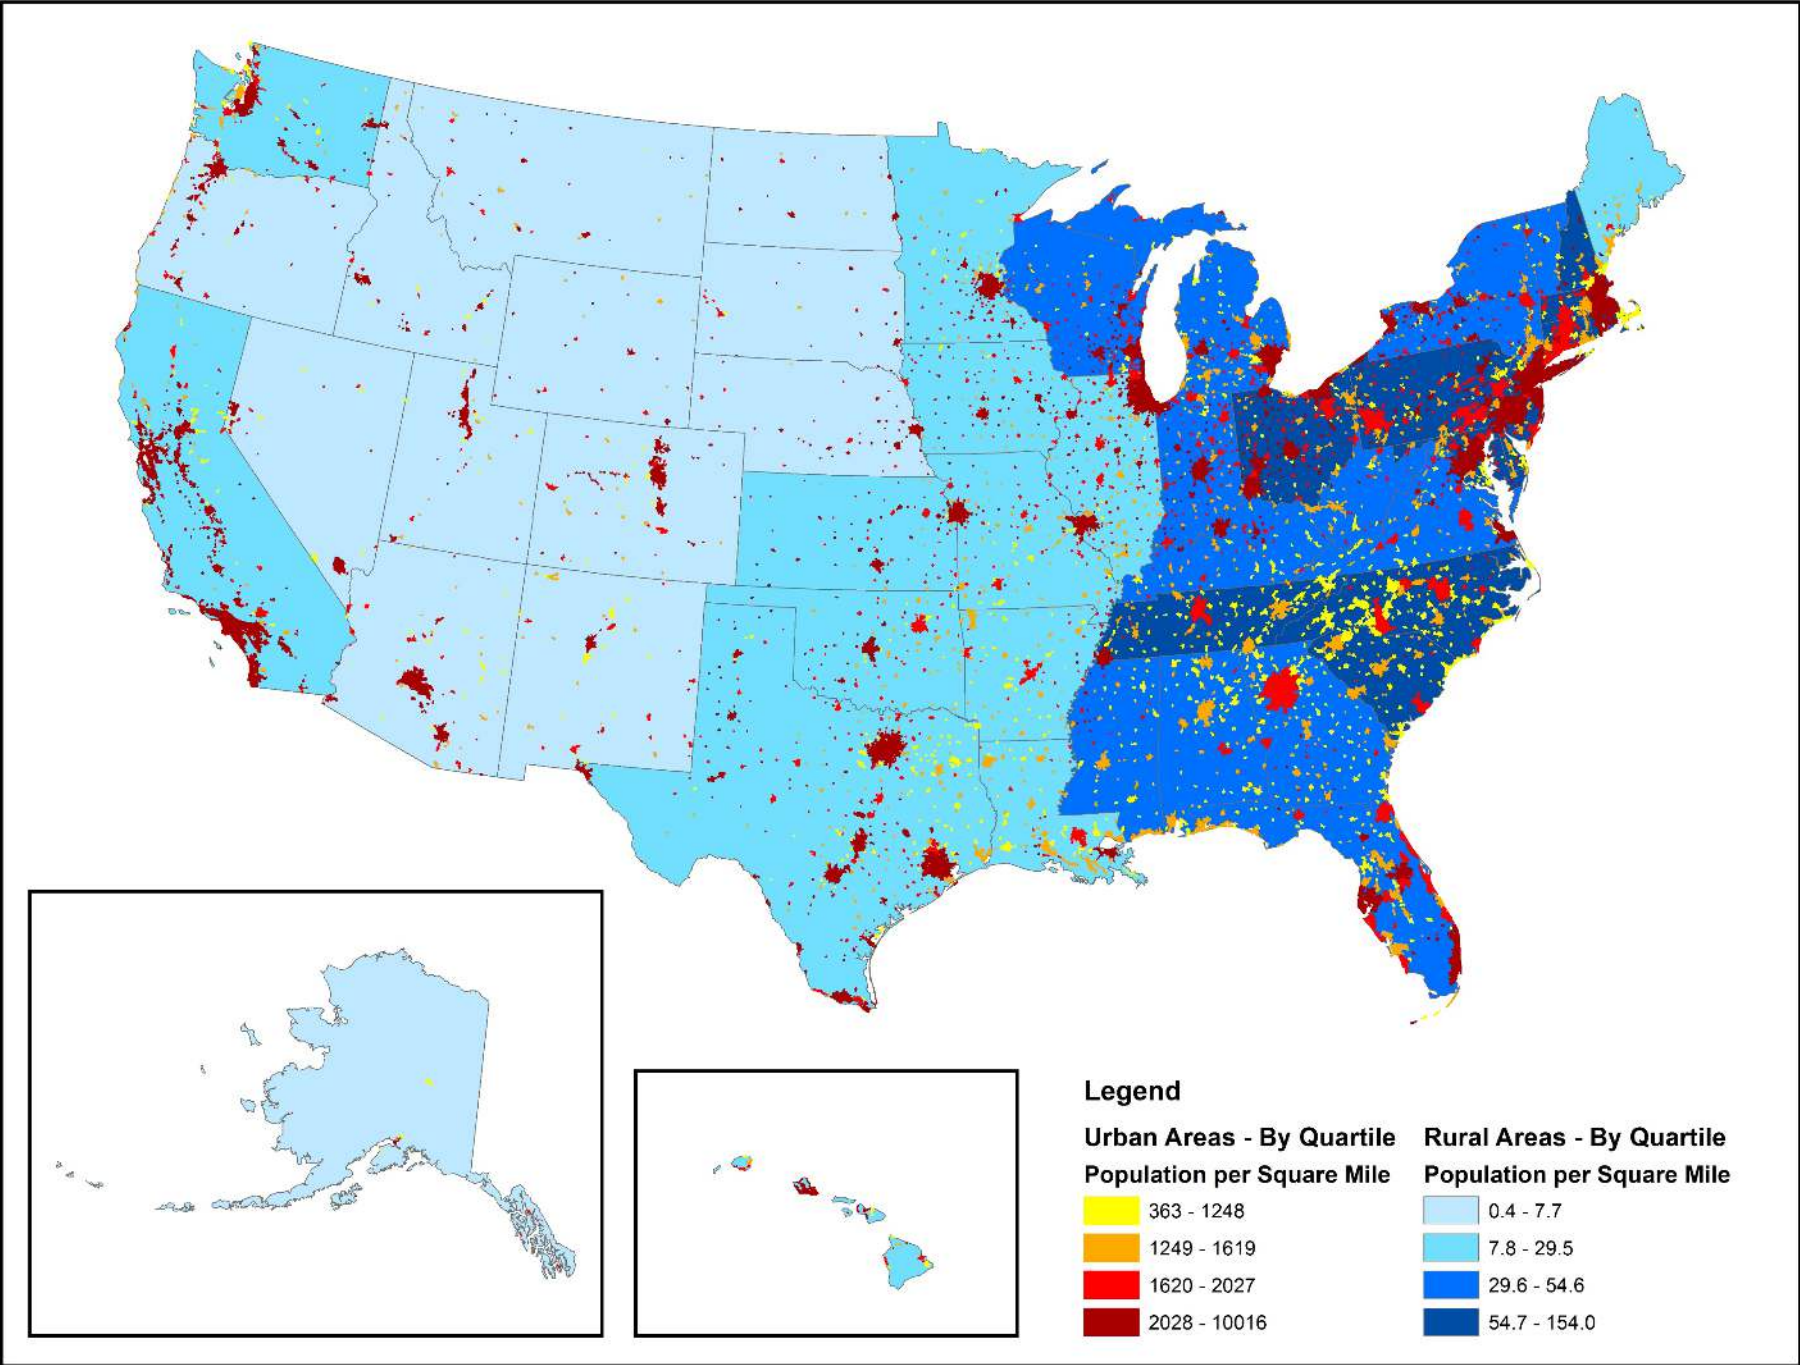 Legend
Urban Areas - By Quartile
Population per Square Mile
363 - 1248
1249 - 1619
1620 - 2027
2028 - 10016
Rural Areas - By Quartile
Population per Square Mile
0.4 - 7.7
7.8 - 29.5
29.6 - 54.6
54.7 - 154.0